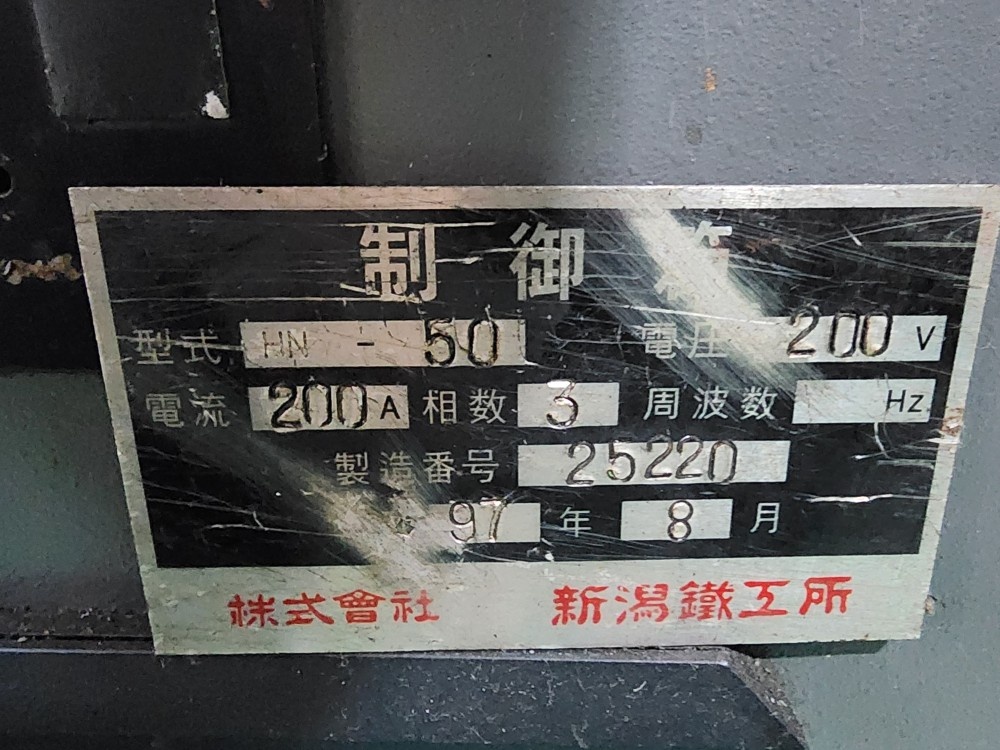 制御箱
型式 HN - 50 電圧 200 V
電流 200 A 相数 3 周波数 Hz
製造番号 25220
97 年 8 月
株式會社 新潟鐵工所